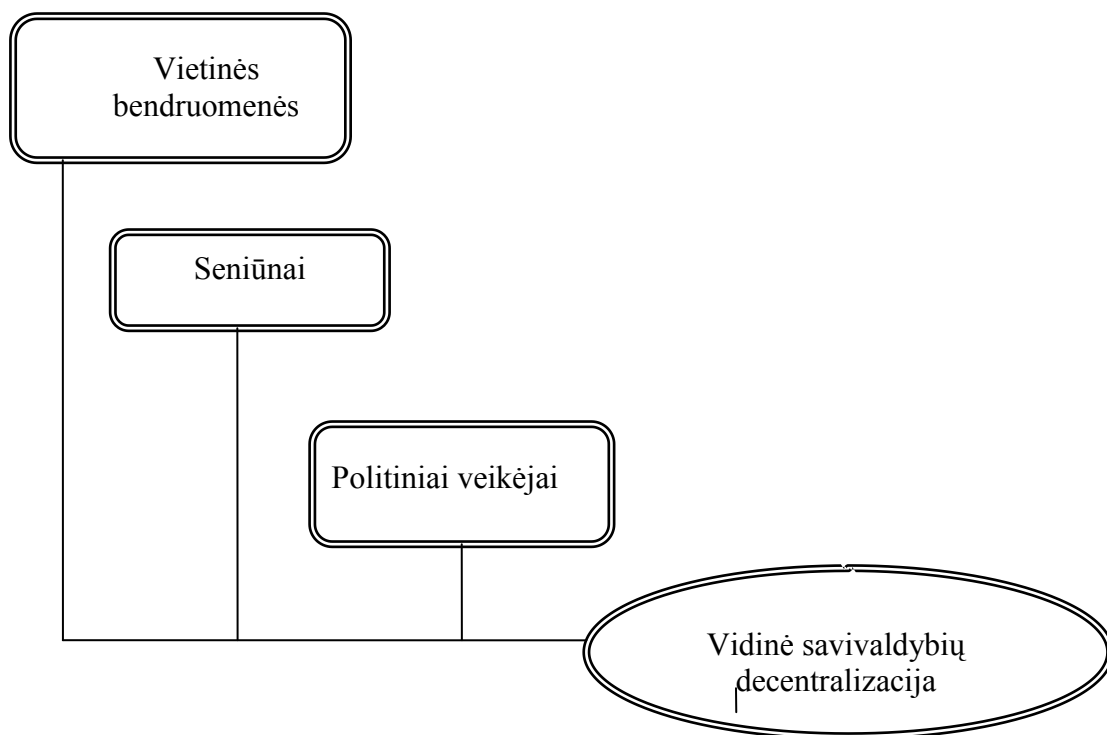 Vietinės
bendruomenės
Seniūnai
Politiniai veikėjai
Vidinė savivaldybių
decentralizacija